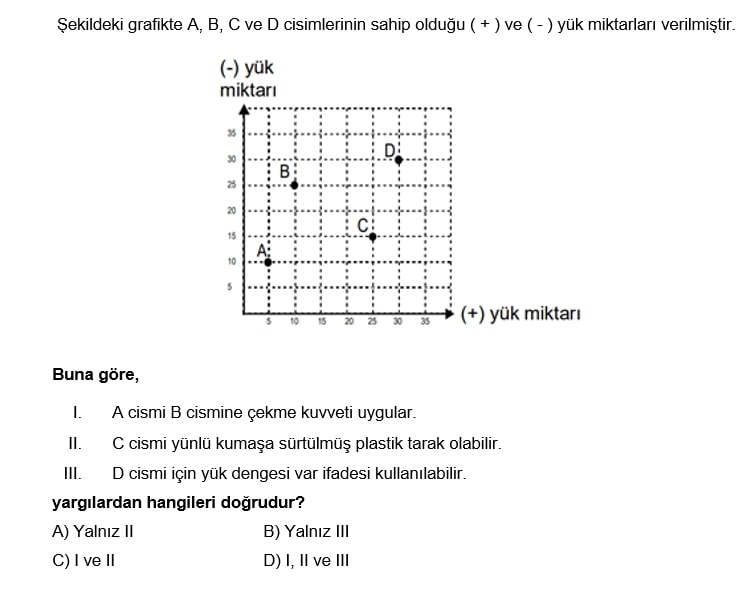 Şekildeki grafikte A, B, C ve D cisimlerinin sahip olduğu ( + ) ve ( - ) yük miktarları verilmiştir.
(-) yük
miktarı
35
30
25
20
15
10
5
D
B
C
A
5 10 15 20 25 30 35
(+) yük miktarı
Buna göre,
I. A cismi B cismine çekme kuvveti uygular.
II. C cismi yünlü kumaşa sürtülmüş plastik tarak olabilir.
III. D cismi için yük dengesi var ifadesi kullanılabilir.
yargılardan hangileri doğrudur?
A) Yalnız II B) Yalnız III
C) I ve II D) I, II ve III